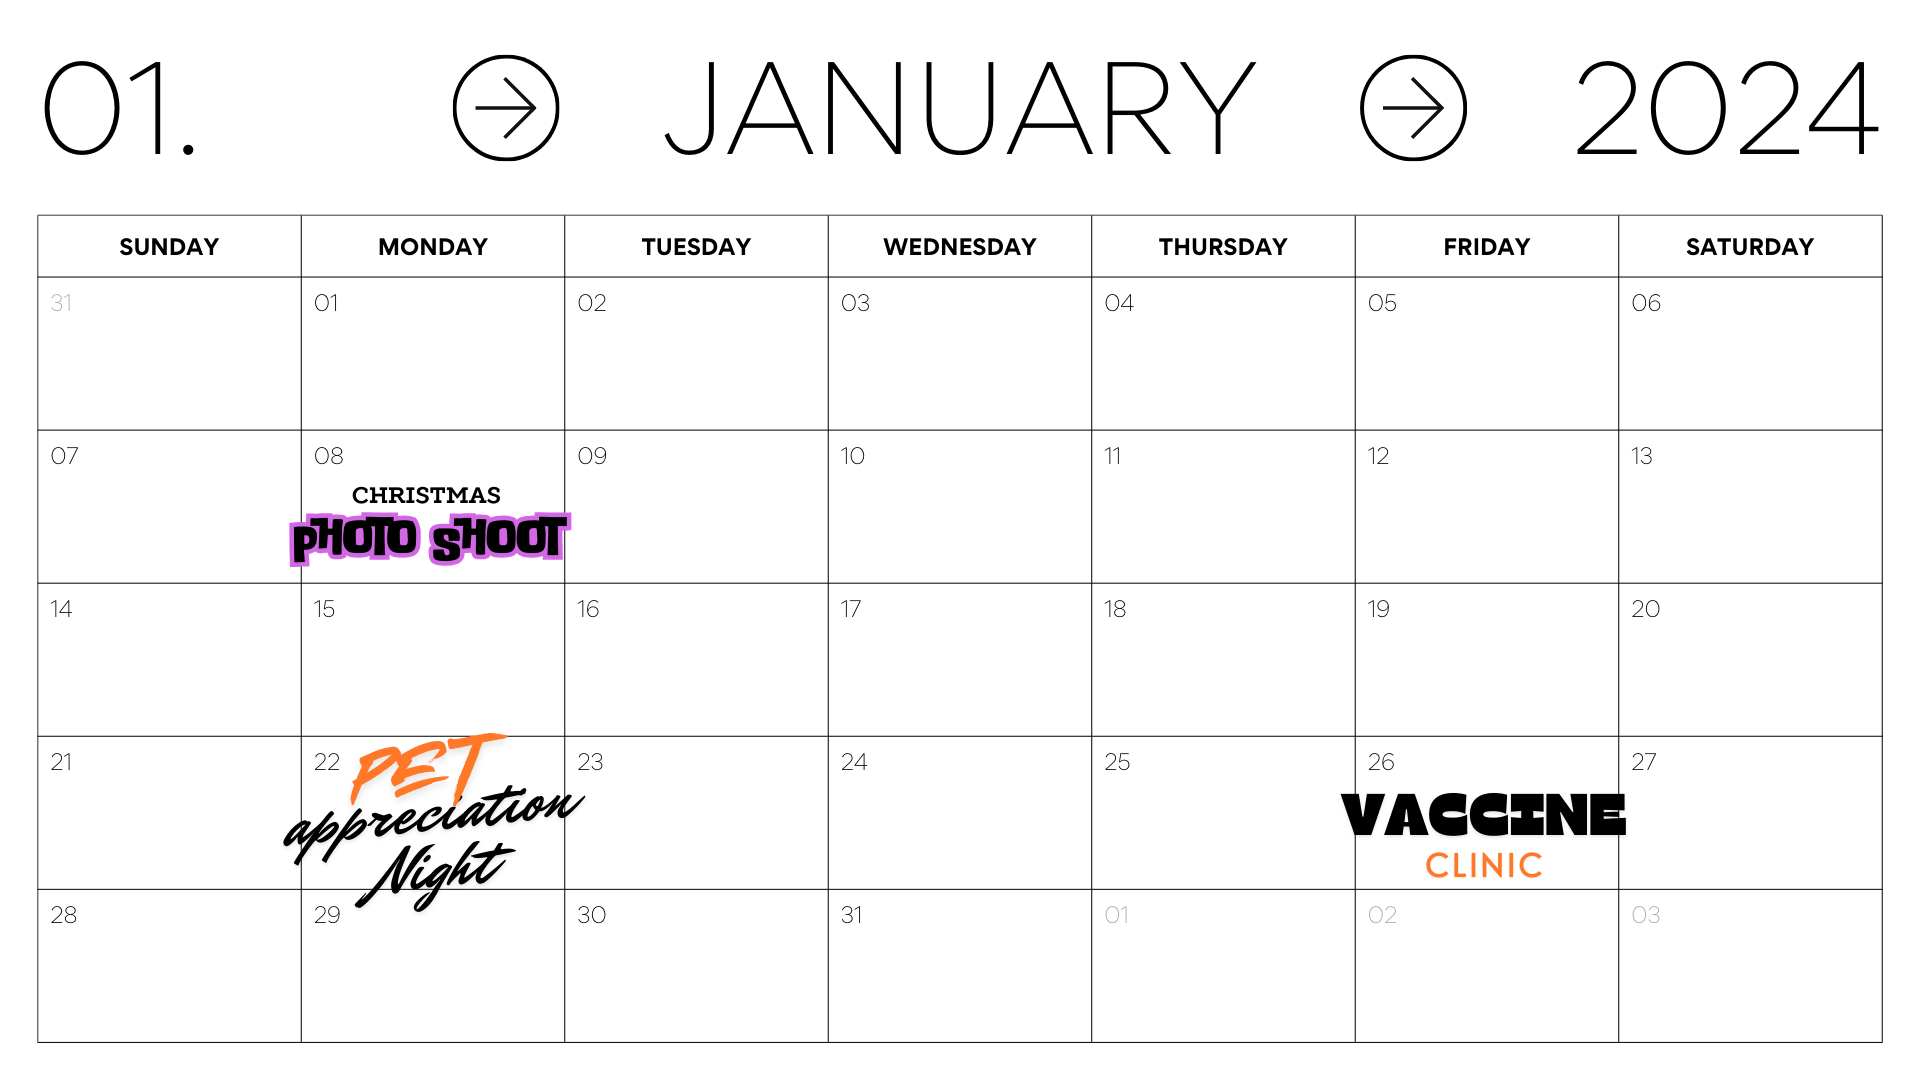 01. JANUARY 2024
SUNDAY MONDAY TUESDAY WEDNESDAY THURSDAY FRIDAY SATURDAY
31 01 02 03 04 05 06
07 08 09 10 11 12 13
CHRISTMAS
PHOTO SHOOT
14 15 16 17 18 19 20
21 22 23 24 25 26 27
PET
appreciation
Night
VACCINE
CLINIC
28 29 30 31 01 02 03